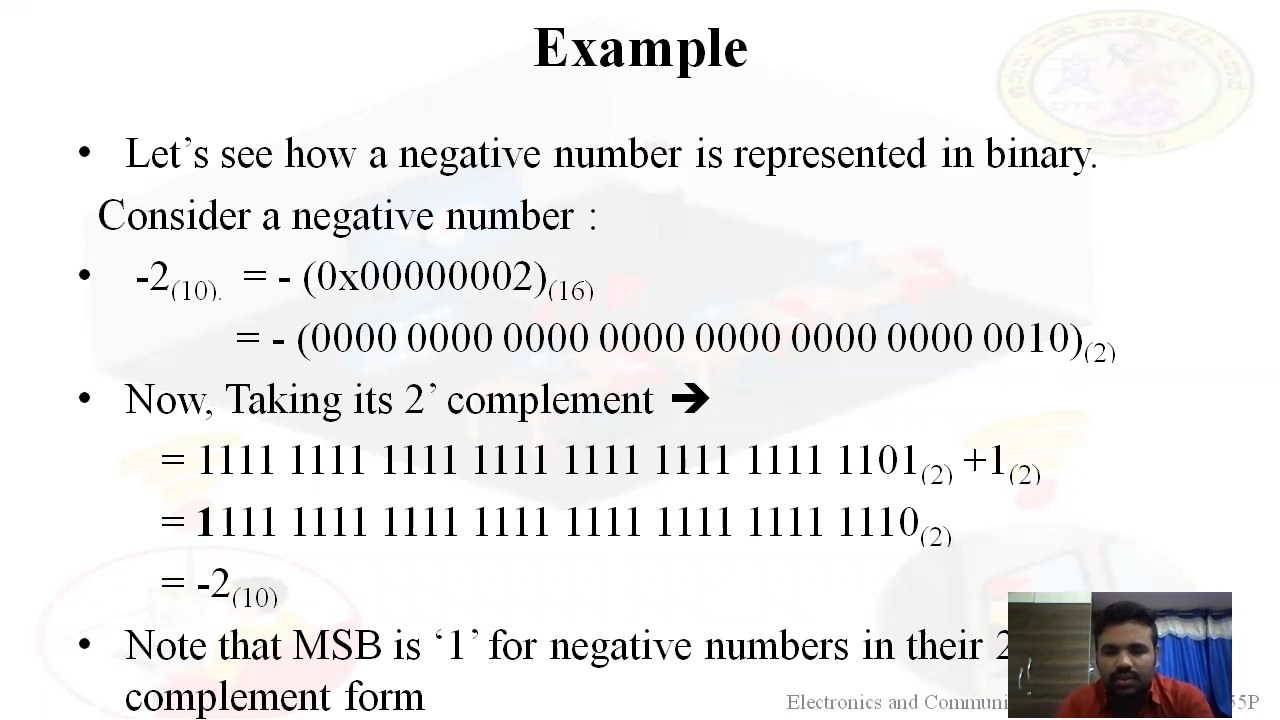 Example
• Let’s see how a negative number is represented in binary.
Consider a negative number :
• -2(10). = - (0x00000002)(16)
= - (0000 0000 0000 0000 0000 0000 0000 0010)(2)
• Now, Taking its 2’ complement ➔
= 1111 1111 1111 1111 1111 1111 1111 1101(2) +1(2)
= 1111 1111 1111 1111 1111 1111 1111 1110(2)
= -2(10)
• Note that MSB is ‘1’ for negative numbers in their 2
complement form
Electronics and Communi 55P